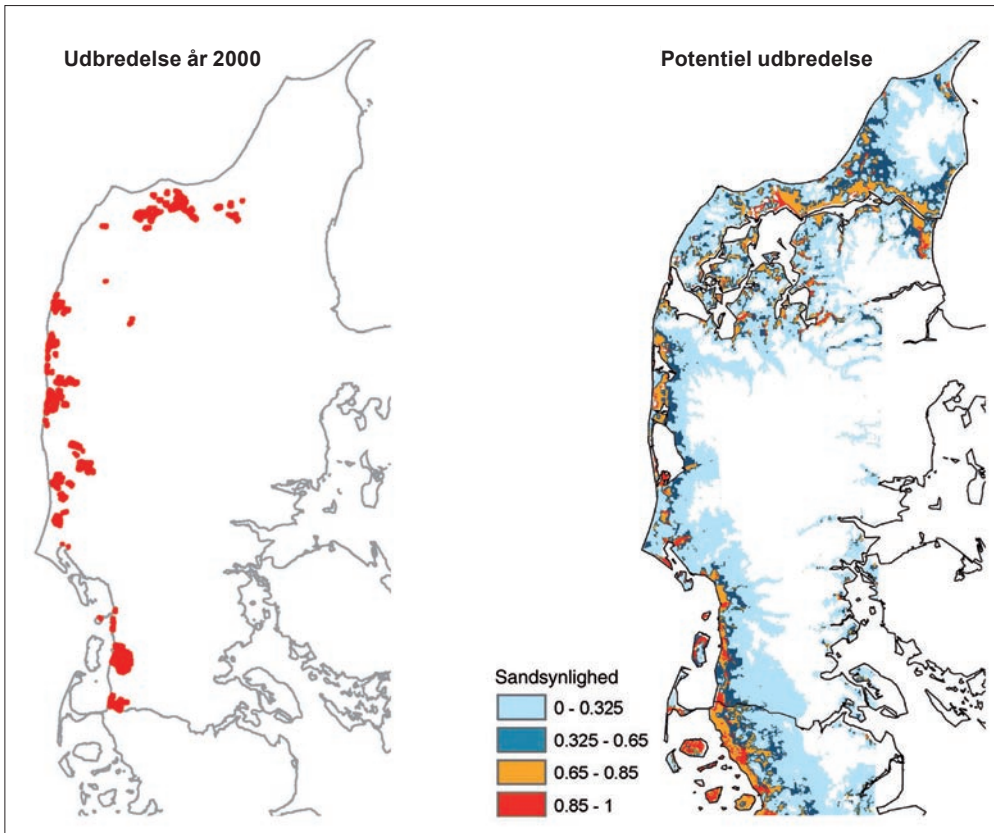 Udbredelse år 2000
Potentiel udbredelse
Sandsynlighed
0 - 0.325
0.325 - 0.65
0.65 - 0.85
0.85 - 1